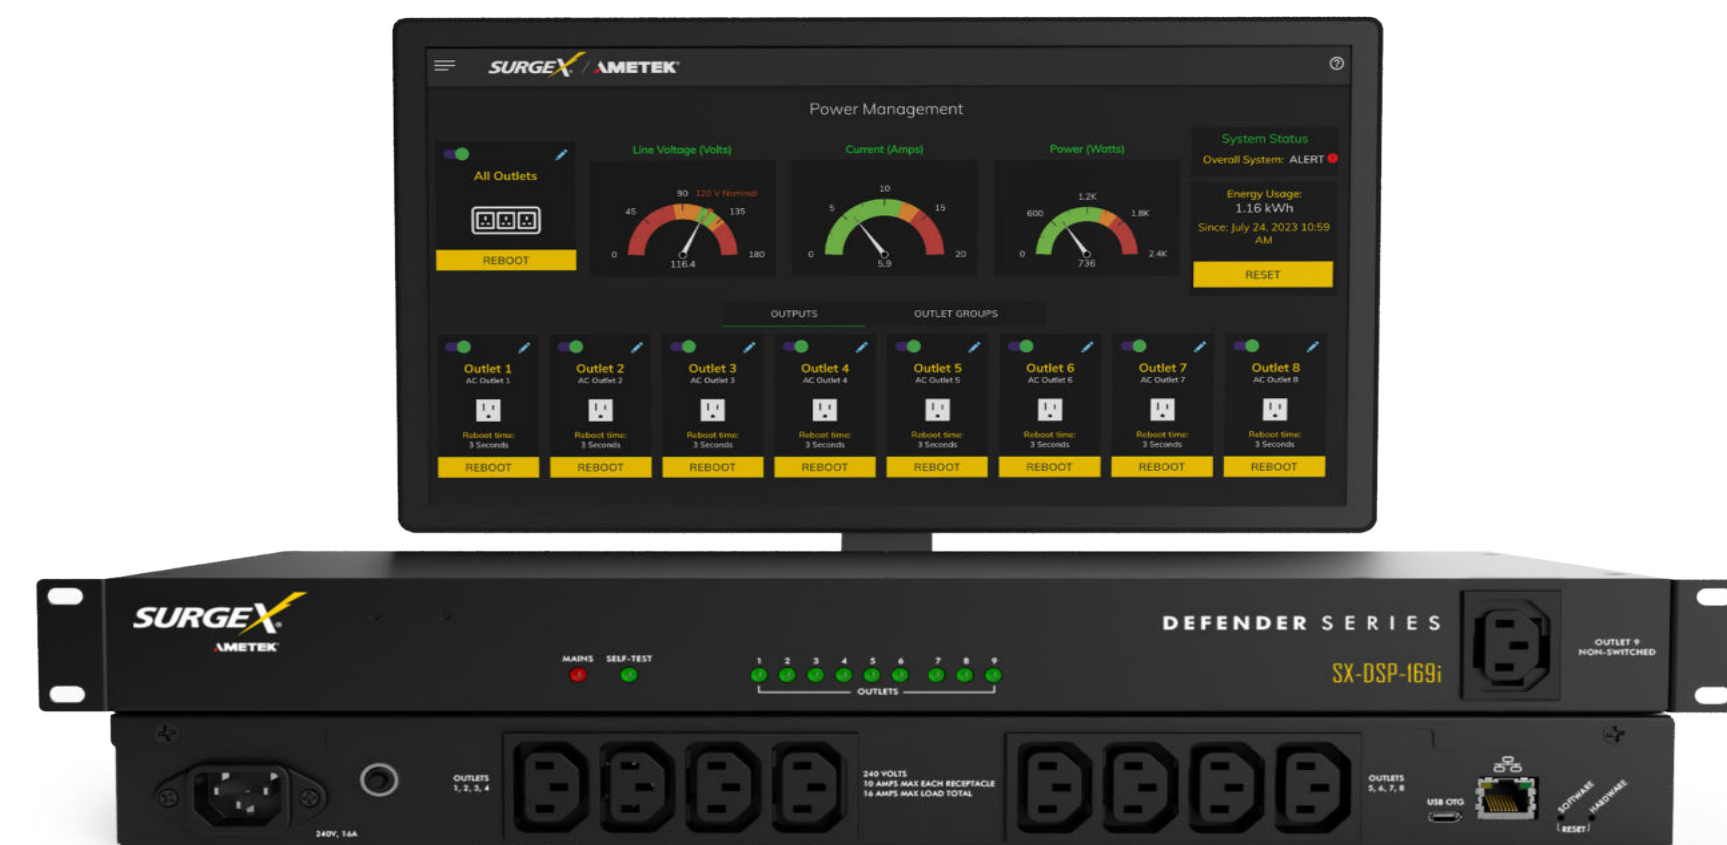 SURGEX / AMETEK
Power Management
All Outlets
REBOOT
Line Voltage (Volts)
0
45
90
120 V Nominal
135
180
116.4
Current (Amps)
0
5
10
15
20
5.9
Power (Watts)
0
600
1.2K
1.8K
2.4K
736
System Status
Overall System: ALERT
Energy Usage:
1.16 kWh
Since: July 24, 2023 10:59
AM
RESET
OUTPUTS
OUTLET GROUPS
Outlet 1
AC Outlet 1
Reboot time:
3 Seconds
REBOOT
Outlet 2
AC Outlet 2
Reboot time:
3 Seconds
REBOOT
Outlet 3
AC Outlet 3
Reboot time:
3 Seconds
REBOOT
Outlet 4
AC Outlet 4
Reboot time:
3 Seconds
REBOOT
Outlet 5
AC Outlet 5
Reboot time:
3 Seconds
REBOOT
Outlet 6
AC Outlet 6
Reboot time:
3 Seconds
REBOOT
Outlet 7
AC Outlet 7
Reboot time:
3 Seconds
REBOOT
Outlet 8
AC Outlet 8
Reboot time:
3 Seconds
REBOOT
SURGEX
AMETEK
MAINS
SELF-TEST
1 2 3 4 5 6 7 8 9
OUTLETS
DEFENDER SERIES
SX-DSP-169i
OUTLET 9
NON-SWITCHED
240V, 16A
OUTLETS
1, 2, 3, 4
240 VOLTS
10 AMPS MAX EACH RECEPTACLE
16 AMPS MAX LOAD TOTAL
OUTLETS
5, 6, 7, 8
USB OTG
SOFTWARE
HARDWARE
RESET